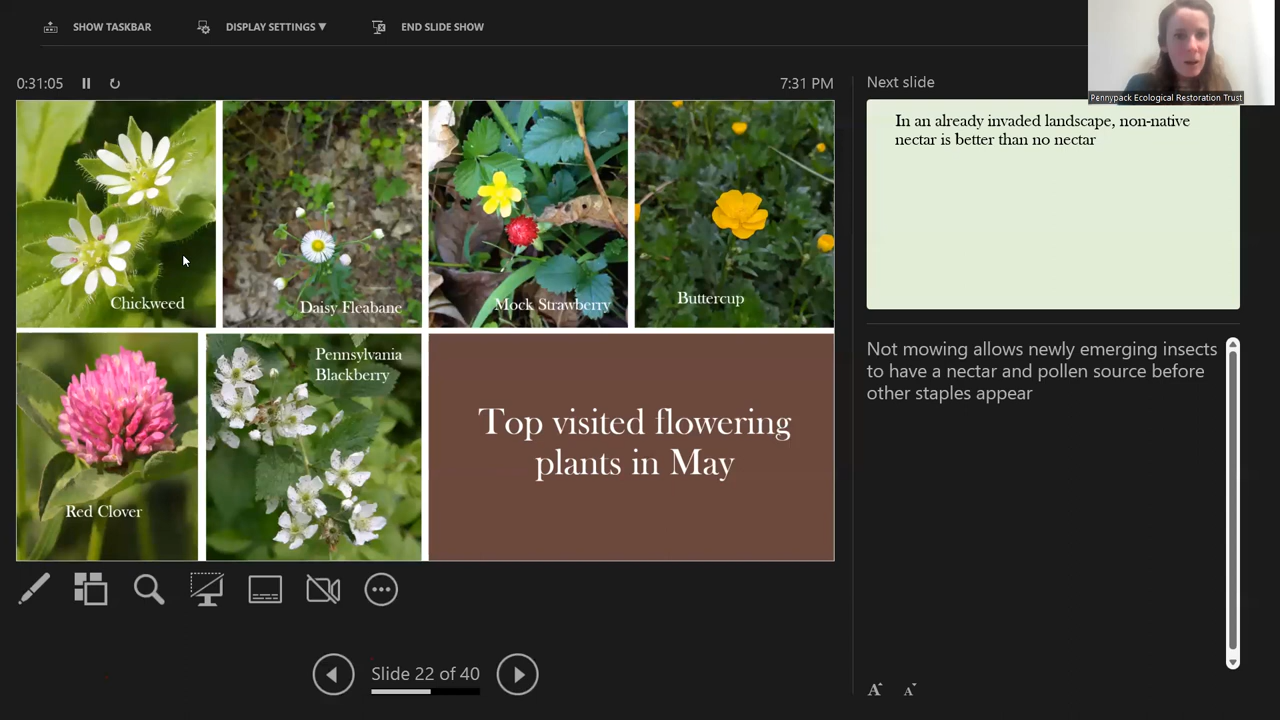 SHOW TASKBAR
DISPLAY SETTINGS ▼
END SLIDE SHOW
0:31:05
7:31 PM
Next slide
Pennypack Ecological Restoration Trust
In an already invaded landscape, non-native
nectar is better than no nectar
Chickweed
Daisy Fleabane
Mock Strawberry
Buttercup
Red Clover
Pennsylvania
Blackberry
Top visited flowering
plants in May
Not mowing allows newly emerging insects
to have a nectar and pollen source before
other staples appear
Slide 22 of 40
A
A